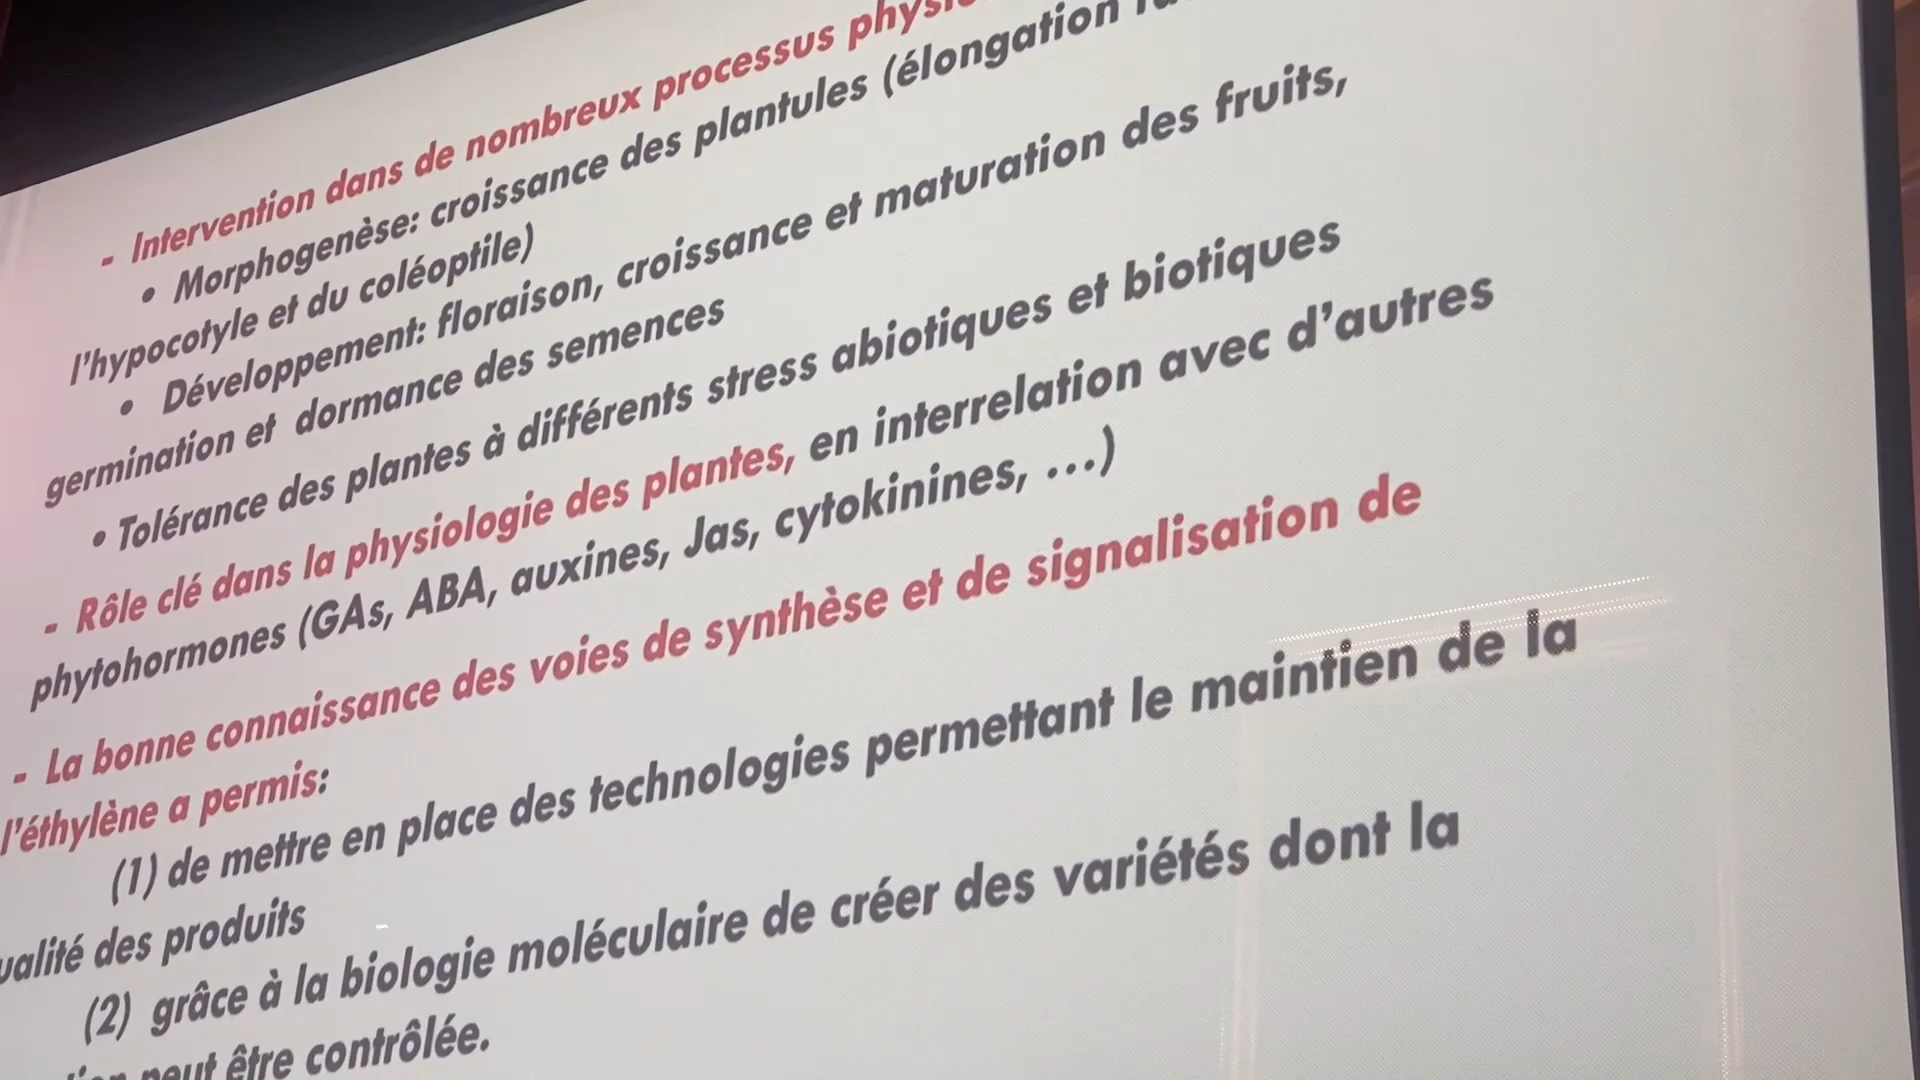 - Intervention dans de nombreux processus
• Morphogenèse: croissance des plantules (élongation
l'hypocotyle et du coléoptile)
• Développement: floraison, croissance et maturation des fruits,
germination et dormance des semences
• Tolérance des plantes à différents stress abiotiques et biotiques
- Rôle clé dans la physiologie des plantes, en interrelation avec d'autres
phytohormones (GAs, ABA, auxines, Jas, cytokinines, ...)
- La bonne connaissance des voies de synthèse et de signalisation de
l'éthylène a permis:
(1) de mettre en place des technologies permettant le maintien de la
ualité des produits
(2) grâce à la biologie moléculaire de créer des variétés dont la
peut être contrôlée.